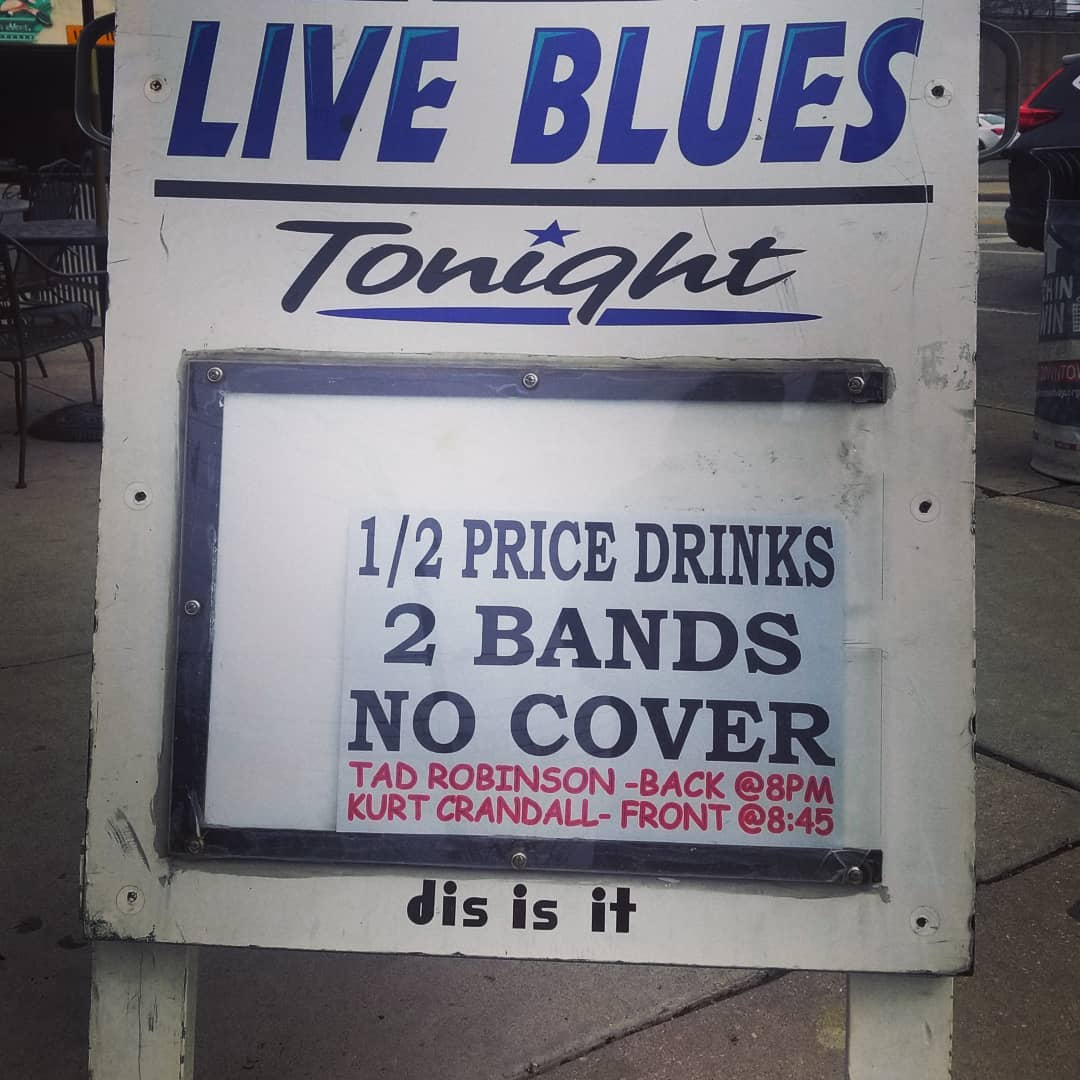 LIVE BLUES
Tonight
1/2 PRICE DRINKS
2 BANDS
NO COVER
TAD ROBINSON -BACK @8PM
KURT CRANDALL- FRONT @8:45
dis is it